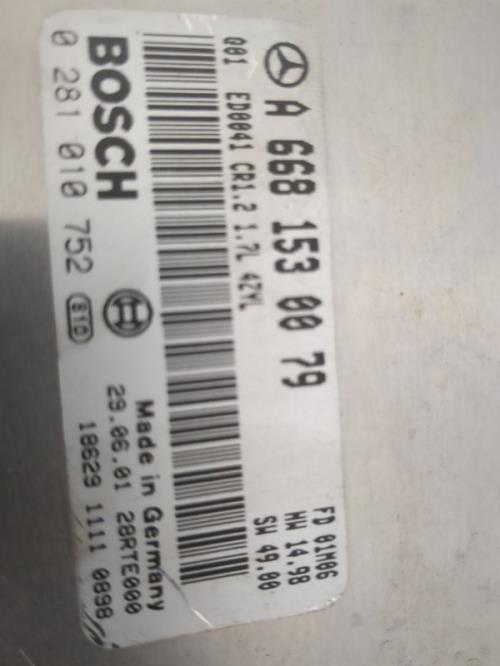 A 668 153 00 79
Q01 ED0041 CR1.2 1.7L 4ZYL
FD 01M06
HW 14.98
SW 49.00
BOSCH
0 281 010 752
Made in Germany
29.06.01 28RTE000
18629 1111 0898